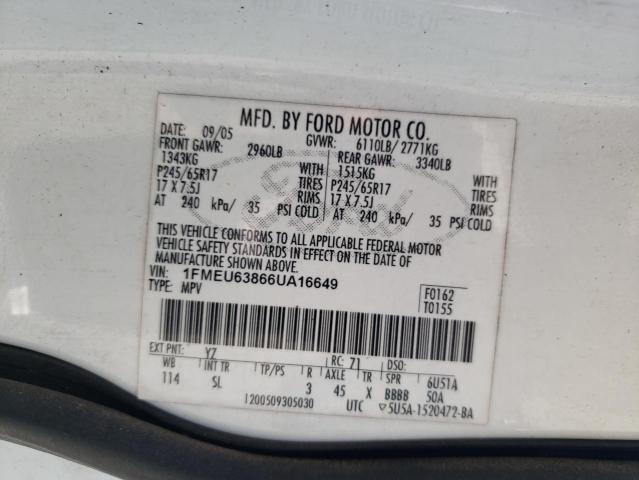 MFD. BY FORD MOTOR CO.
DATE: 09/05 GVWR: 6110LB/ 2771KG
FRONT GAWR: 2960LB REAR GAWR: 3340LB
1343KG WITH 1515KG WITH
P245/65R17 TIRES P245/65R17 TIRES
17 X 7.5J RIMS 17 X 7.5J RIMS
AT 240 kPa/ 35 PSI COLD AT 240 kPa/ 35 PSI COLD
Ford
THIS VEHICLE CONFORMS TO ALL APPLICABLE FEDERAL MOTOR
VEHICLE SAFETY STANDARDS IN EFFECT ON THE DATE OF
MANUFACTURE SHOWN ABOVE.
VIN: 1FMEU63866UA16649 F0162
TYPE: MPV T0155
EXT PNT: YZ RC: 71 DSO:
WB INT TR TP/PS R AXLE TR SPR 6U51A
114 SL 3 45 X BBBB 50A
I200509305030 UTC ▽5U5A-1520472-BA